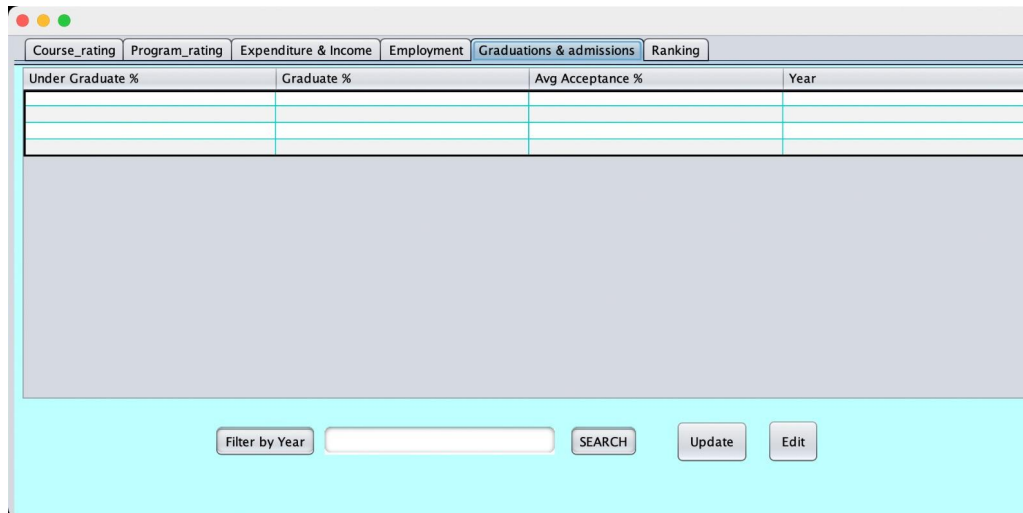 Course_rating Program_rating Expenditure & Income Employment Graduations & admissions Ranking
Under Graduate % Graduate % Avg Acceptance % Year
Filter by Year SEARCH Update Edit